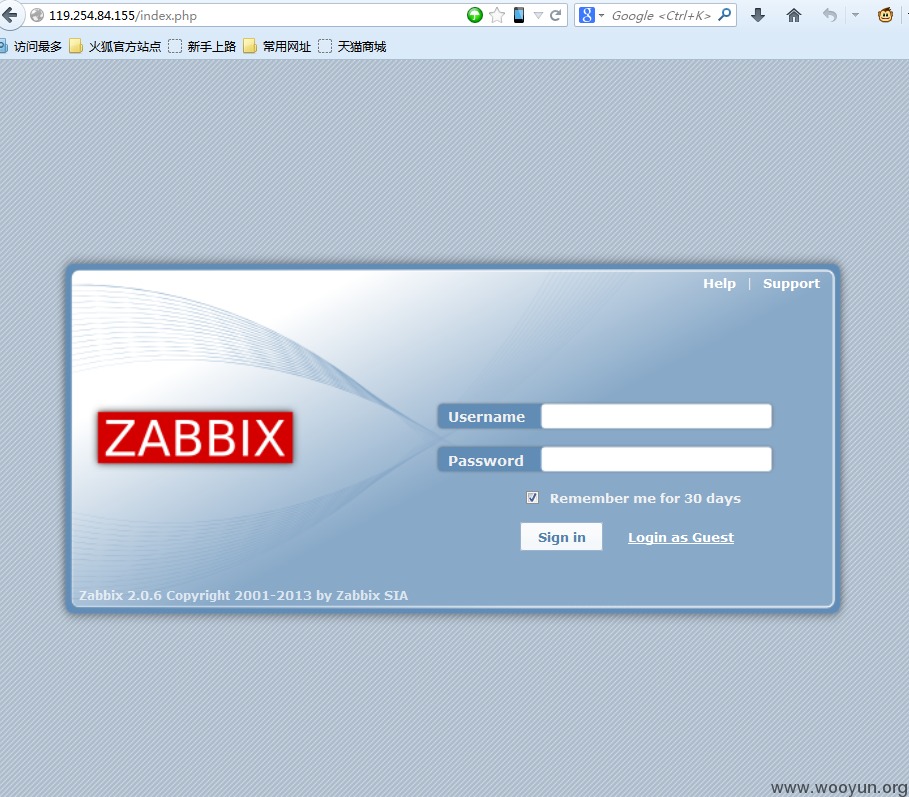 119.254.84.155/index.php
Google <Ctrl+K>
访问最多 火狐官方站点 新手上路 常用网址 天猫商城
Help | Support
ZABBIX
Username
Password
Remember me for 30 days
Sign in Login as Guest
Zabbix 2.0.6 Copyright 2001-2013 by Zabbix SIA
www.wooyun.org